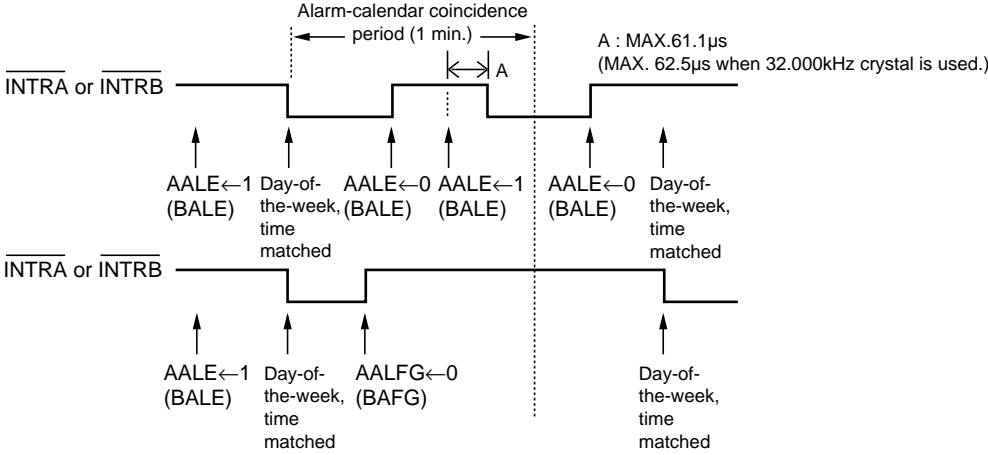 Alarm-calendar coincidence
period (1 min.)
A : MAX.61.1μs
(MAX. 62.5μs when 32.000kHz crystal is used.)
A
INTRA or INTRB
AALE←1
(BALE)
Day-of-
the-week,
time
matched
AALE←0
(BALE)
AALE←1
(BALE)
AALE←0
(BALE)
Day-of-
the-week,
time
matched
INTRA or INTRB
AALE←1
(BALE)
Day-of-
the-week,
time
matched
AALFG←0
(BAFG)
Day-of-
the-week,
time
matched